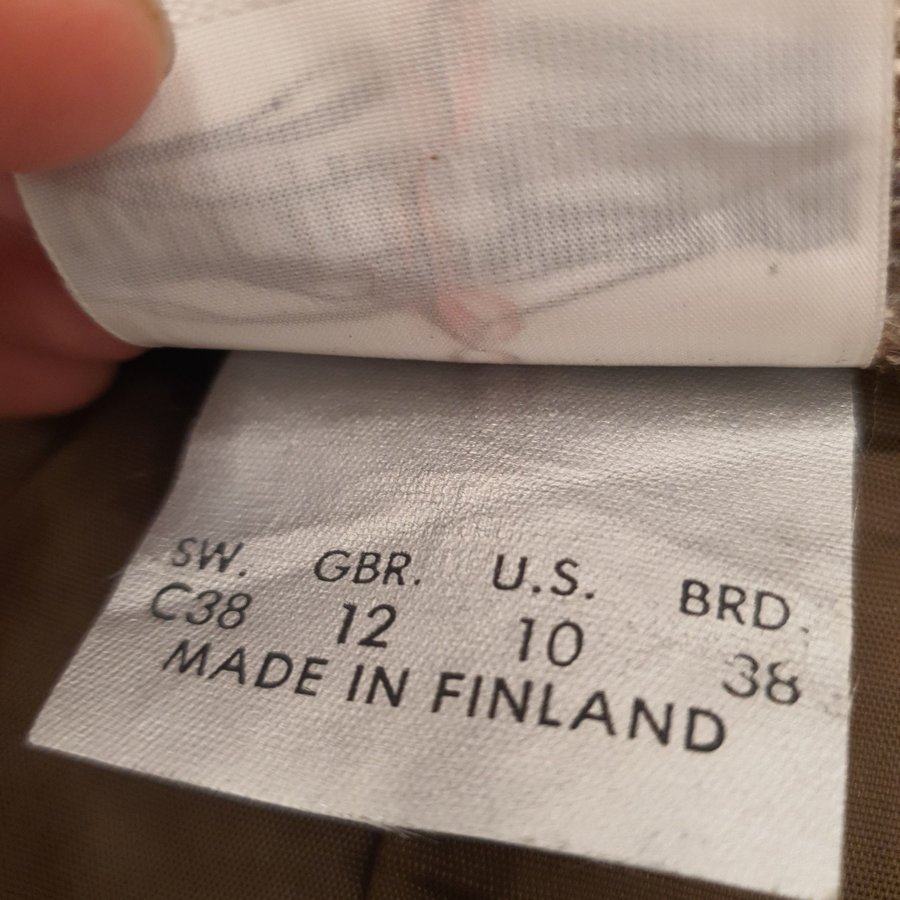 SW. GBR. U.S. BRD.
C38 12 10 38
MADE IN FINLAND